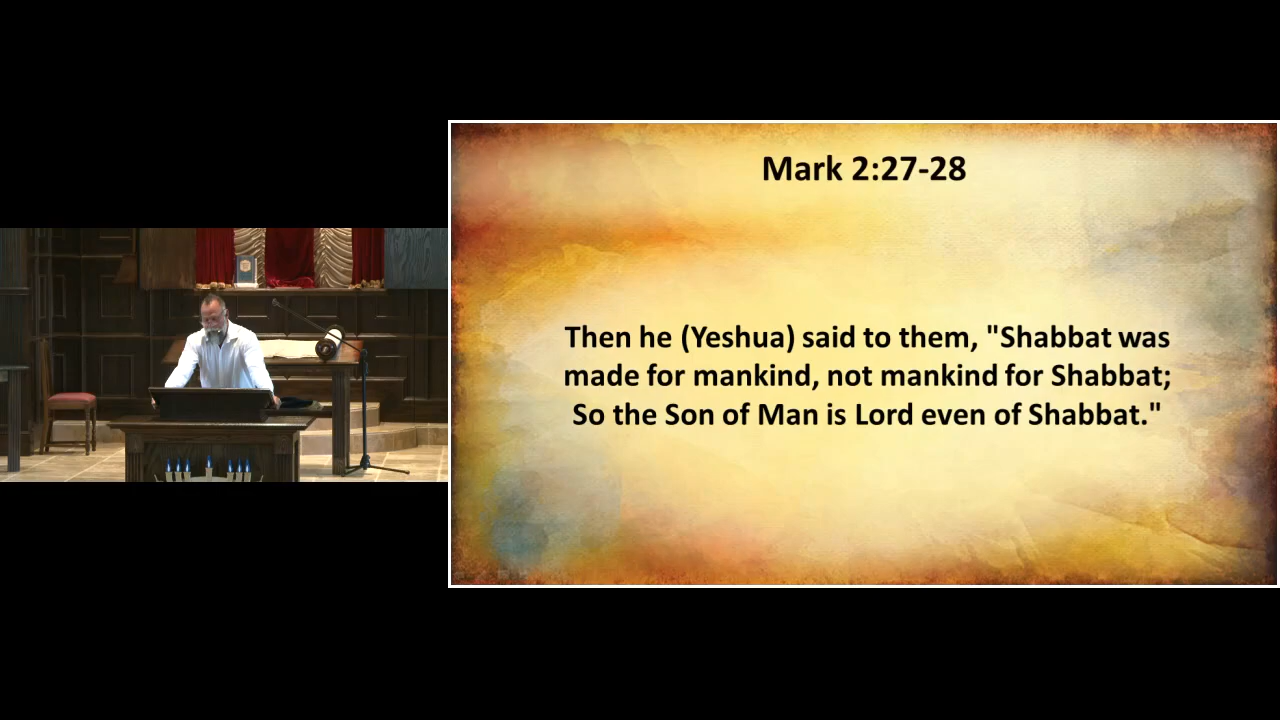 Mark 2:27-28
Then he (Yeshua) said to them, "Shabbat was
made for mankind, not mankind for Shabbat;
So the Son of Man is Lord even of Shabbat."